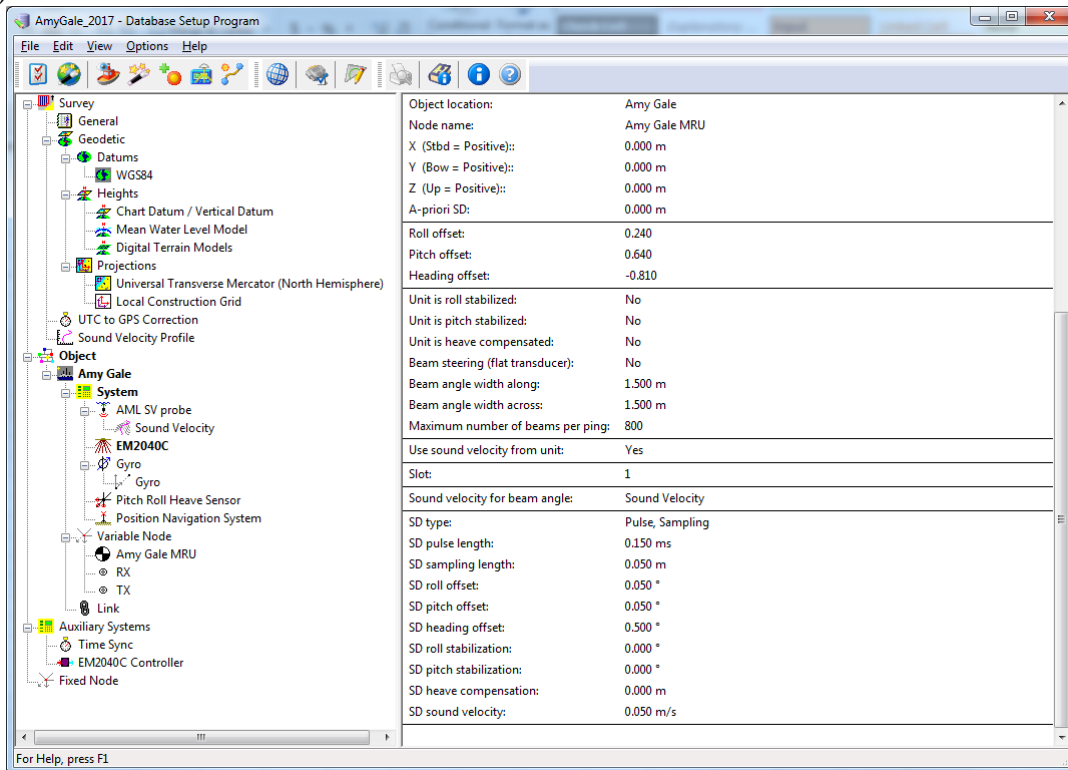 AmyGale_2017 - Database Setup Program
File Edit View Options Help
Survey
General
Geodetic
Datums
WGS84
Heights
Chart Datum / Vertical Datum
Mean Water Level Model
Digital Terrain Models
Projections
Universal Transverse Mercator (North Hemisphere)
Local Construction Grid
UTC to GPS Correction
Sound Velocity Profile
Object
Amy Gale
System
AML SV probe
Sound Velocity
EM2040C
Gyro
Gyro
Pitch Roll Heave Sensor
Position Navigation System
Variable Node
Amy Gale MRU
RX
TX
Link
Auxiliary Systems
Time Sync
EM2040C Controller
Fixed Node
Object location: Amy Gale
Node name: Amy Gale MRU
X (Stbd = Positive):: 0.000 m
Y (Bow = Positive):: 0.000 m
Z (Up = Positive):: 0.000 m
A-priori SD: 0.000 m
Roll offset: 0.240
Pitch offset: 0.640
Heading offset: -0.810
Unit is roll stabilized: No
Unit is pitch stabilized: No
Unit is heave compensated: No
Beam steering (flat transducer): No
Beam angle width along: 1.500 m
Beam angle width across: 1.500 m
Maximum number of beams per ping: 800
Use sound velocity from unit: Yes
Slot: 1
Sound velocity for beam angle: Sound Velocity
SD type: Pulse, Sampling
SD pulse length: 0.150 ms
SD sampling length: 0.050 m
SD roll offset: 0.050 °
SD pitch offset: 0.050 °
SD heading offset: 0.500 °
SD roll stabilization: 0.000 °
SD pitch stabilization: 0.000 °
SD heave compensation: 0.000 m
SD sound velocity: 0.050 m/s
For Help, press F1